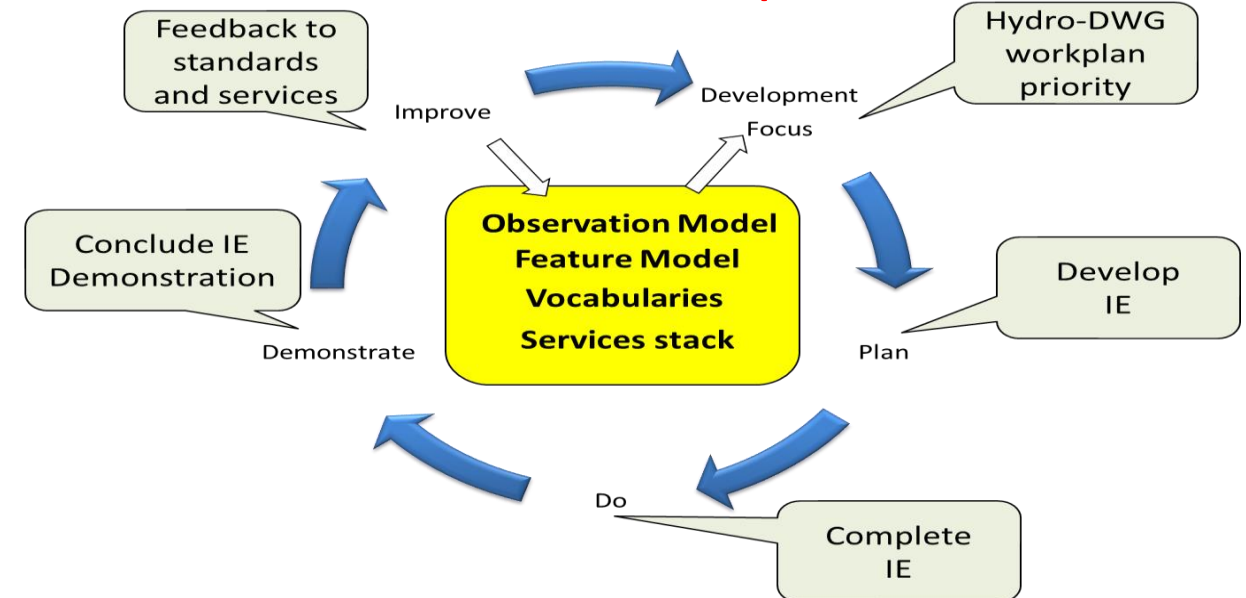 Feedback to
standards
and services
Improve
Development
Focus
Hydro-DWG
workplan
priority
Observation Model
Feature Model
Vocabularies
Services stack
Conclude IE
Demonstration
Demonstrate
Develop
IE
Plan
Do
Complete
IE